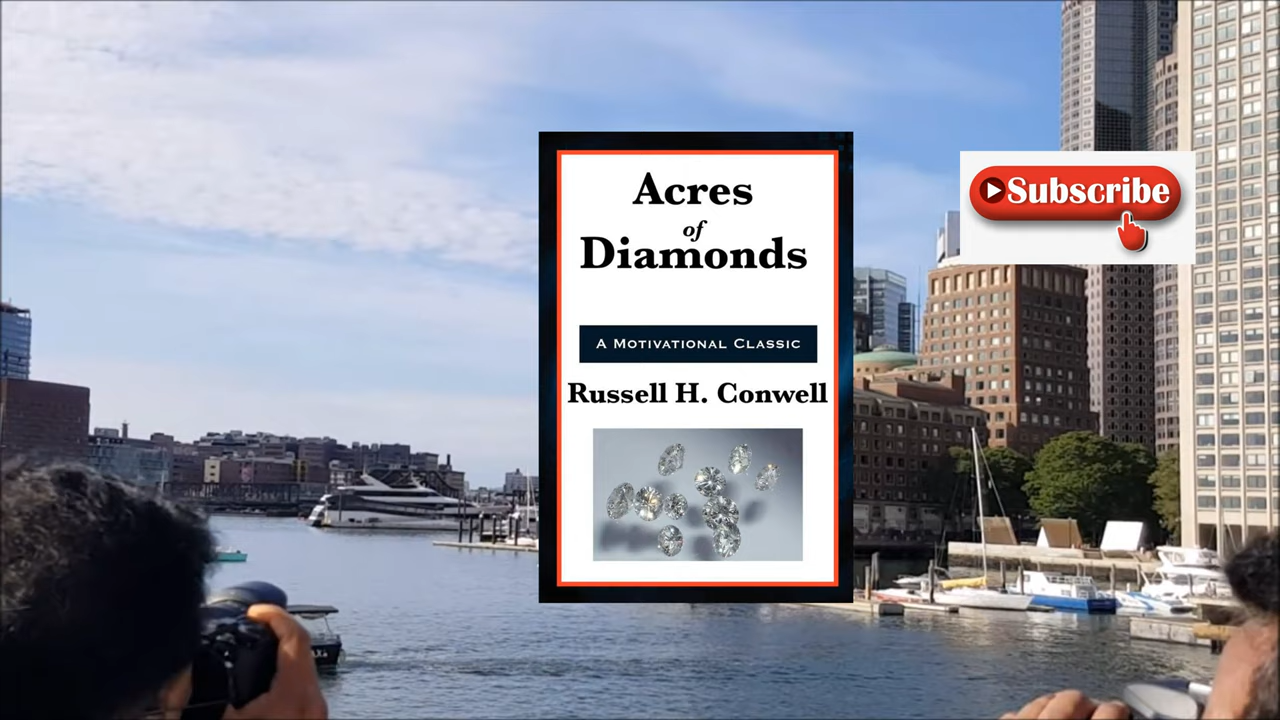 Acres
of
Diamonds
A Motivational Classic
Russell H. Conwell
Subscribe